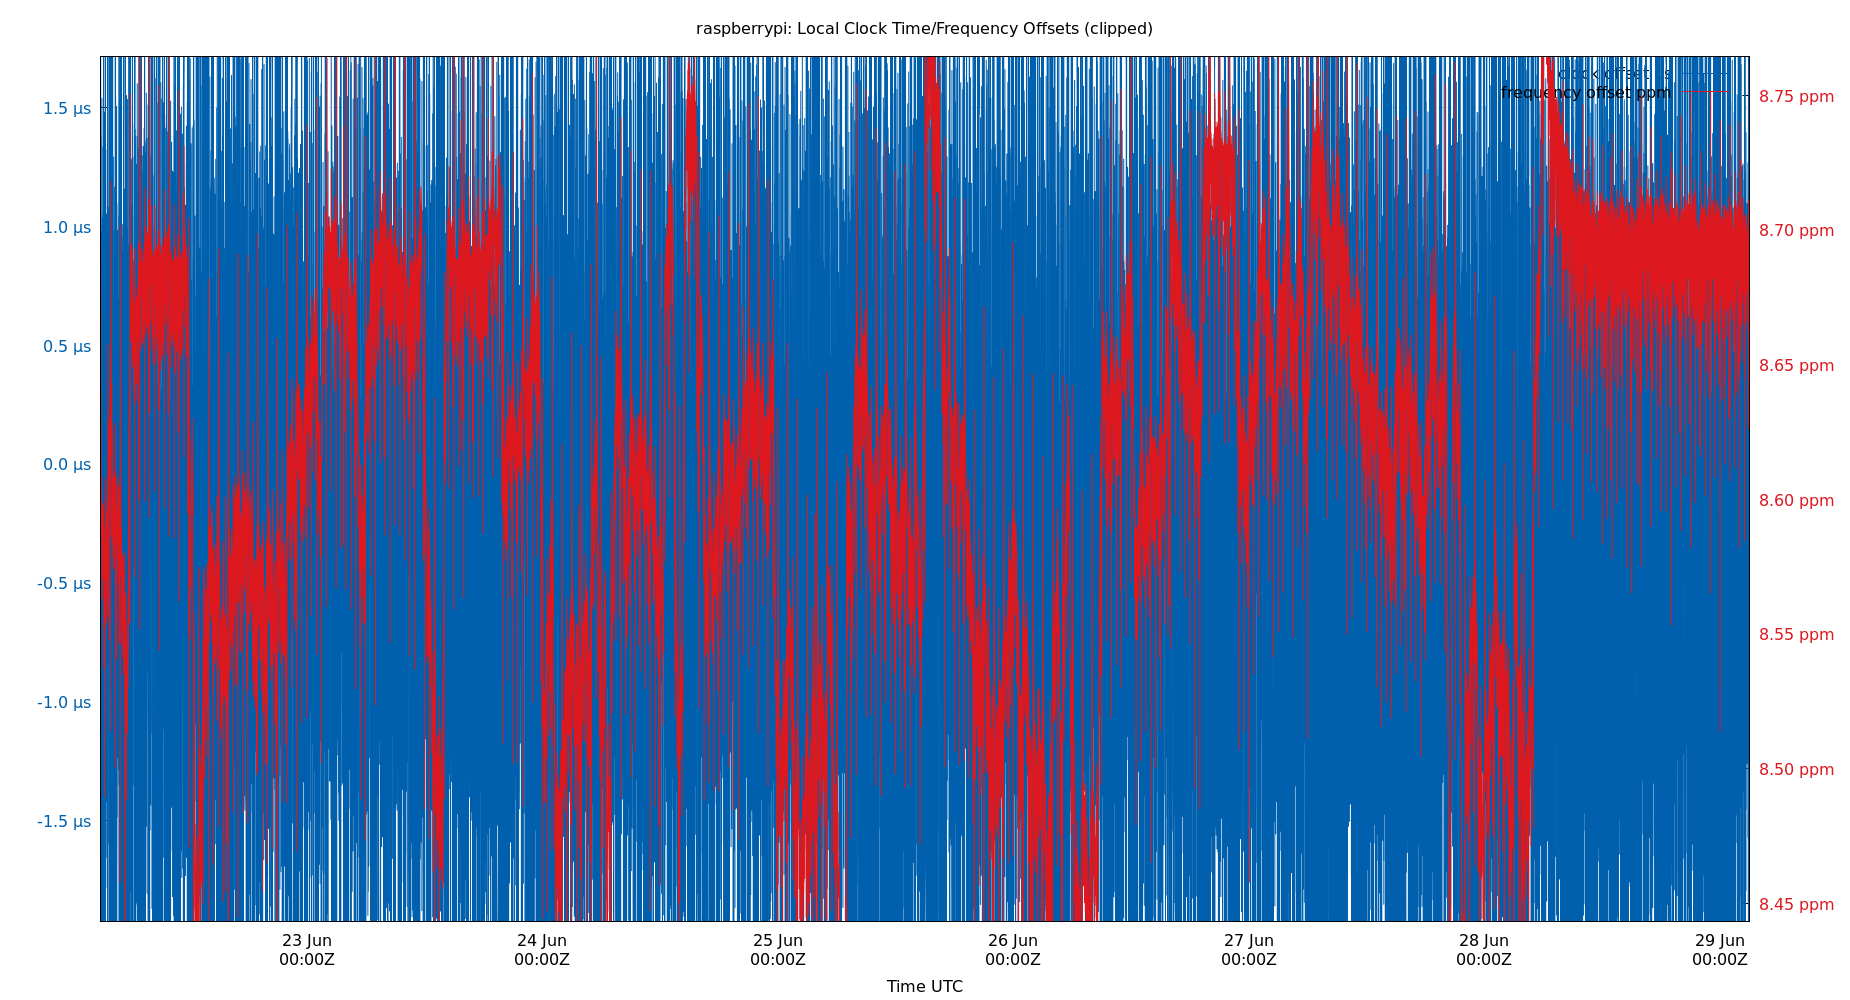 raspberrypi: Local Clock Time/Frequency Offsets (clipped)
clock offset µs
frequency offset ppm
1.5 µs
1.0 µs
0.5 µs
0.0 µs
-0.5 µs
-1.0 µs
-1.5 µs
8.75 ppm
8.70 ppm
8.65 ppm
8.60 ppm
8.55 ppm
8.50 ppm
8.45 ppm
23 Jun
00:00Z
24 Jun
00:00Z
25 Jun
00:00Z
26 Jun
00:00Z
27 Jun
00:00Z
28 Jun
00:00Z
29 Jun
00:00Z
Time UTC